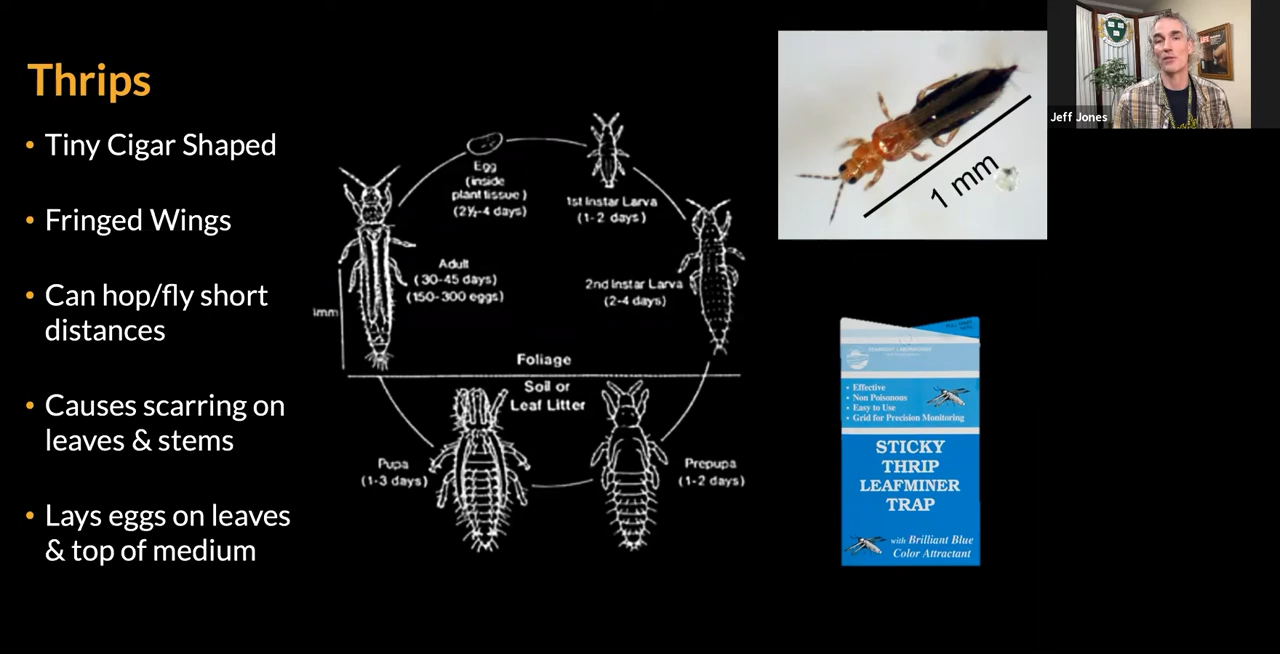 Thrips
• Tiny Cigar Shaped
• Fringed Wings
• Can hop/fly short
distances
• Causes scarring on
leaves & stems
• Lays eggs on leaves
& top of medium
Egg
(inside
plant tissue)
(2½-4 days)
1st Instar Larva
(1-2 days)
2nd Instar Larva
(2-4 days)
Adult
(30-45 days)
(150-300 eggs)
Foliage
Soil or
Leaf Litter
Pupa
(1-3 days)
Prepupa
(1-2 days)
1 mm
Jeff Jones
• Effective
• Non Poisonous
• Easy to Use
• Grid for Precision Monitoring
STICKY
THRIP
LEAFMINER
TRAP
with Brilliant Blue
Color Attractant